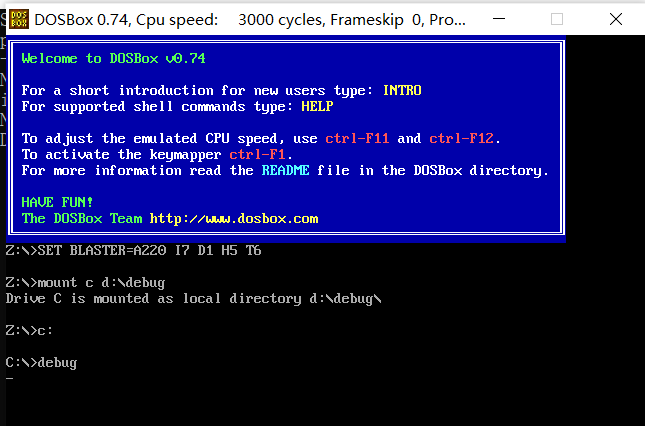 DOSBox 0.74, Cpu speed: 3000 cycles, Frameskip 0, Pro...
Welcome to DOSBox v0.74
For a short introduction for new users type: INTRO
For supported shell commands type: HELP
To adjust the emulated CPU speed, use ctrl-F11 and ctrl-F12.
To activate the keymapper ctrl-F1.
For more information read the README file in the DOSBox directory.
HAVE FUN!
The DOSBox Team http://www.dosbox.com
Z:\>SET BLASTER=A220 I7 D1 H5 T6
Z:\>mount c d:\debug
Drive C is mounted as local directory d:\debug\
Z:\>c:
C:\>debug